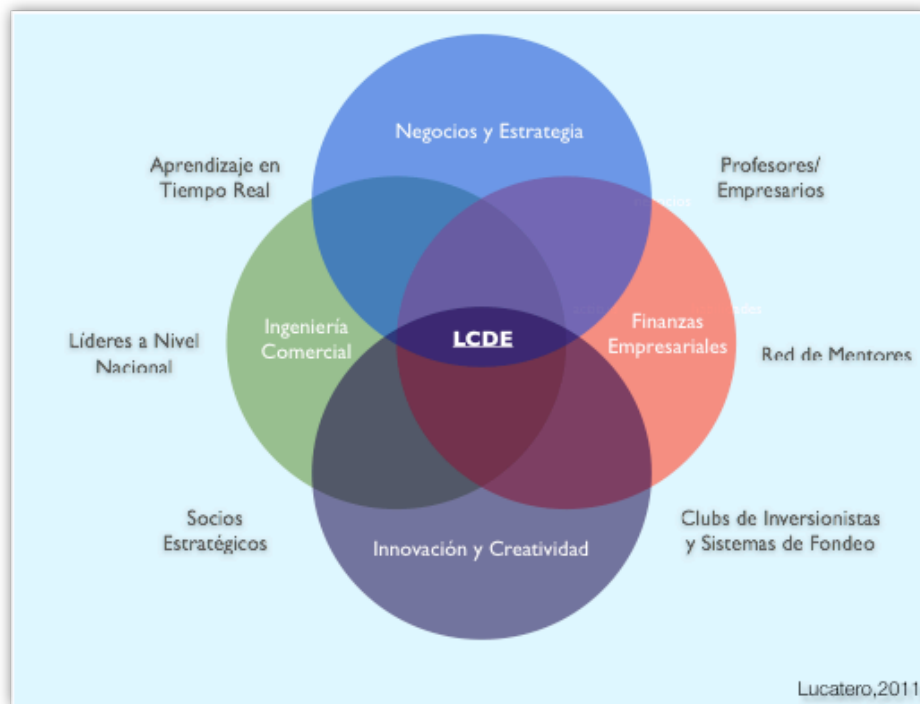 Negocios y Estrategia
Aprendizaje en
Tiempo Real
Profesores/
Empresarios
Ingeniería
Comercial
LCDE
Finanzas
Empresariales
Líderes a Nivel
Nacional
Red de Mentores
Socios
Estratégicos
Innovación y Creatividad
Clubs de Inversionistas
y Sistemas de Fondeo
Lucatero,2011